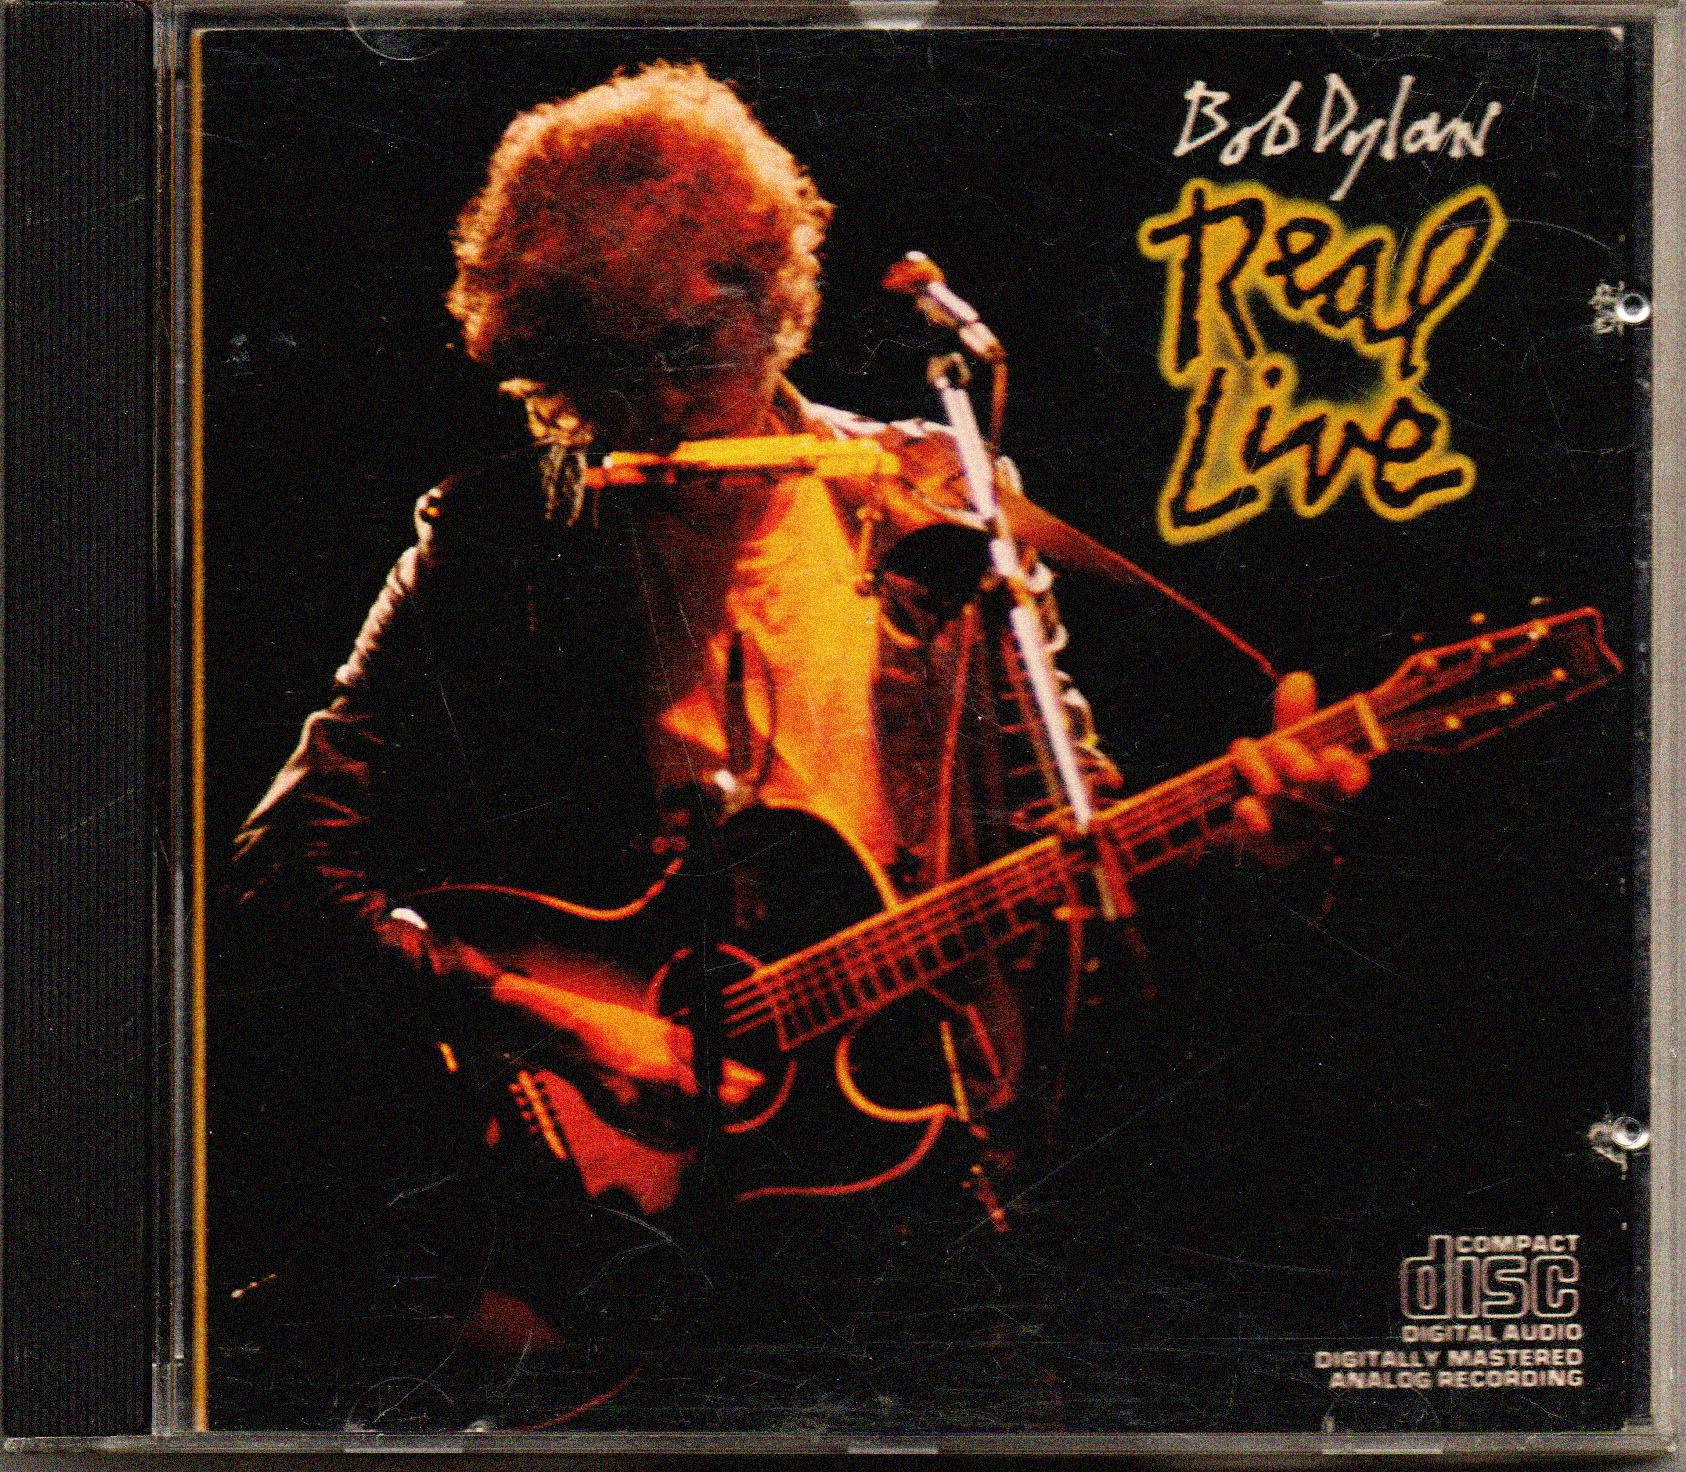 Bob Dylan
Real
Live
COMPACT
disc
DIGITAL AUDIO
DIGITALLY MASTERED
ANALOG RECORDING